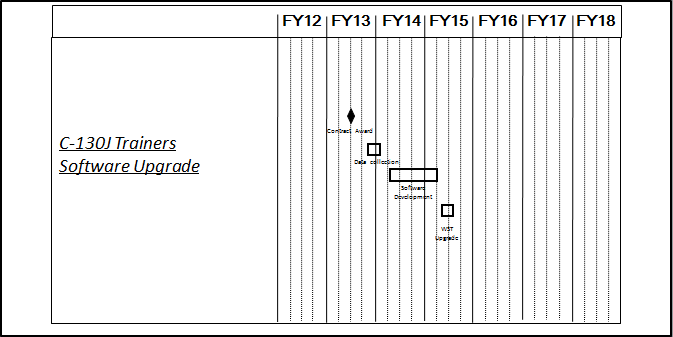 FY12 FY13 FY14 FY15 FY16 FY17 FY18
C-130J Trainers
Software Upgrade
Contract Award
Data collection
Software
Development
WST
Upgrade